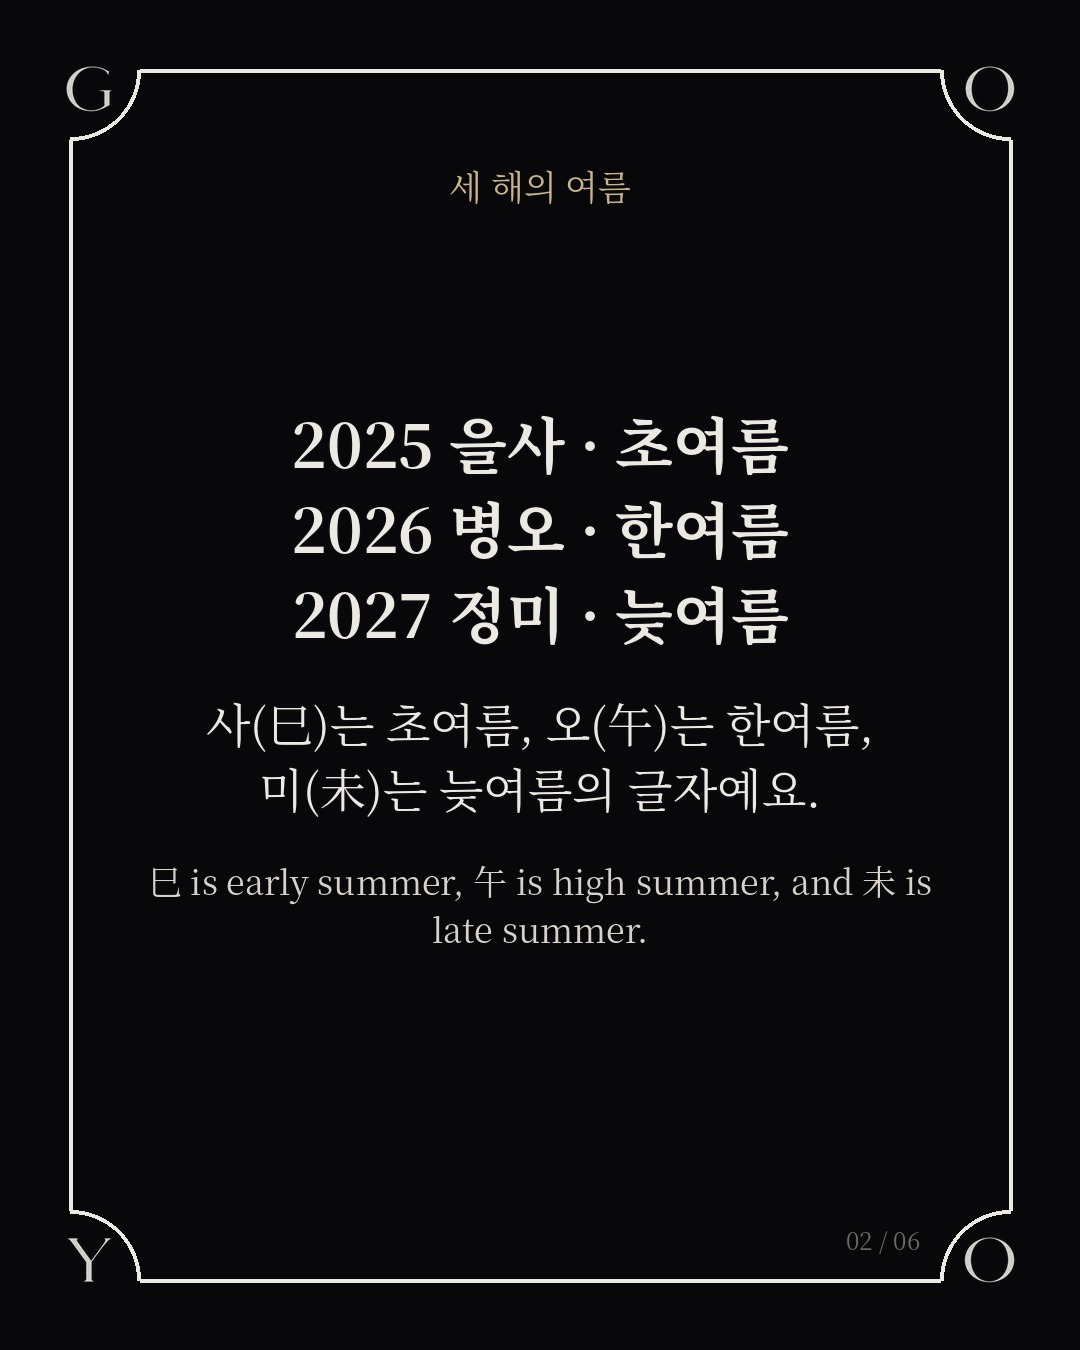 G O
세 해의 여름
2025 을사 · 초여름
2026 병오 · 한여름
2027 정미 · 늦여름
사(巳)는 초여름, 오(午)는 한여름,
미(未)는 늦여름의 글자예요.
巳 is early summer, 午 is high summer, and 未 is
late summer.
02 / 06
Y O